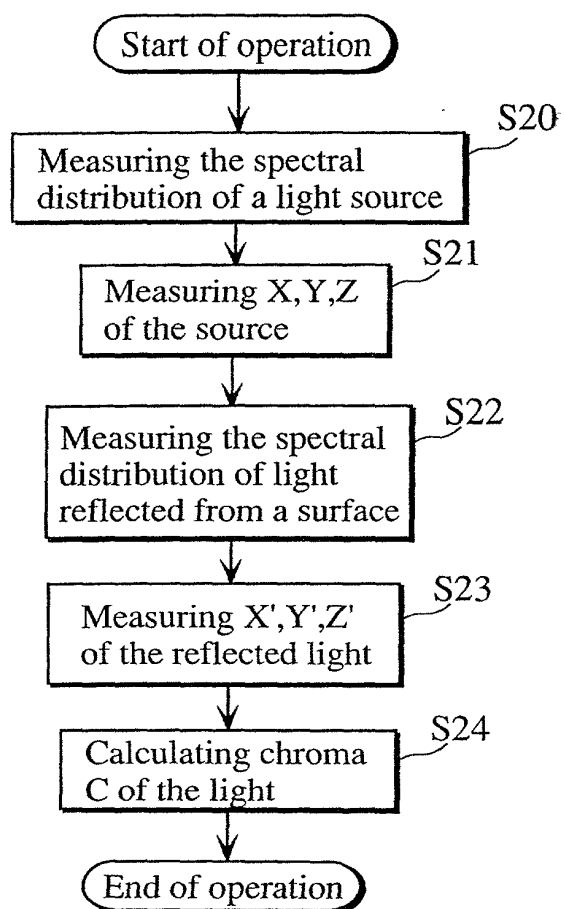 Start of operation
S20
Measuring the spectral
distribution of a light source
S21
Measuring X,Y,Z
of the source
S22
Measuring the spectral
distribution of light
reflected from a surface
S23
Measuring X',Y',Z'
of the reflected light
S24
Calculating chroma
C of the light
End of operation